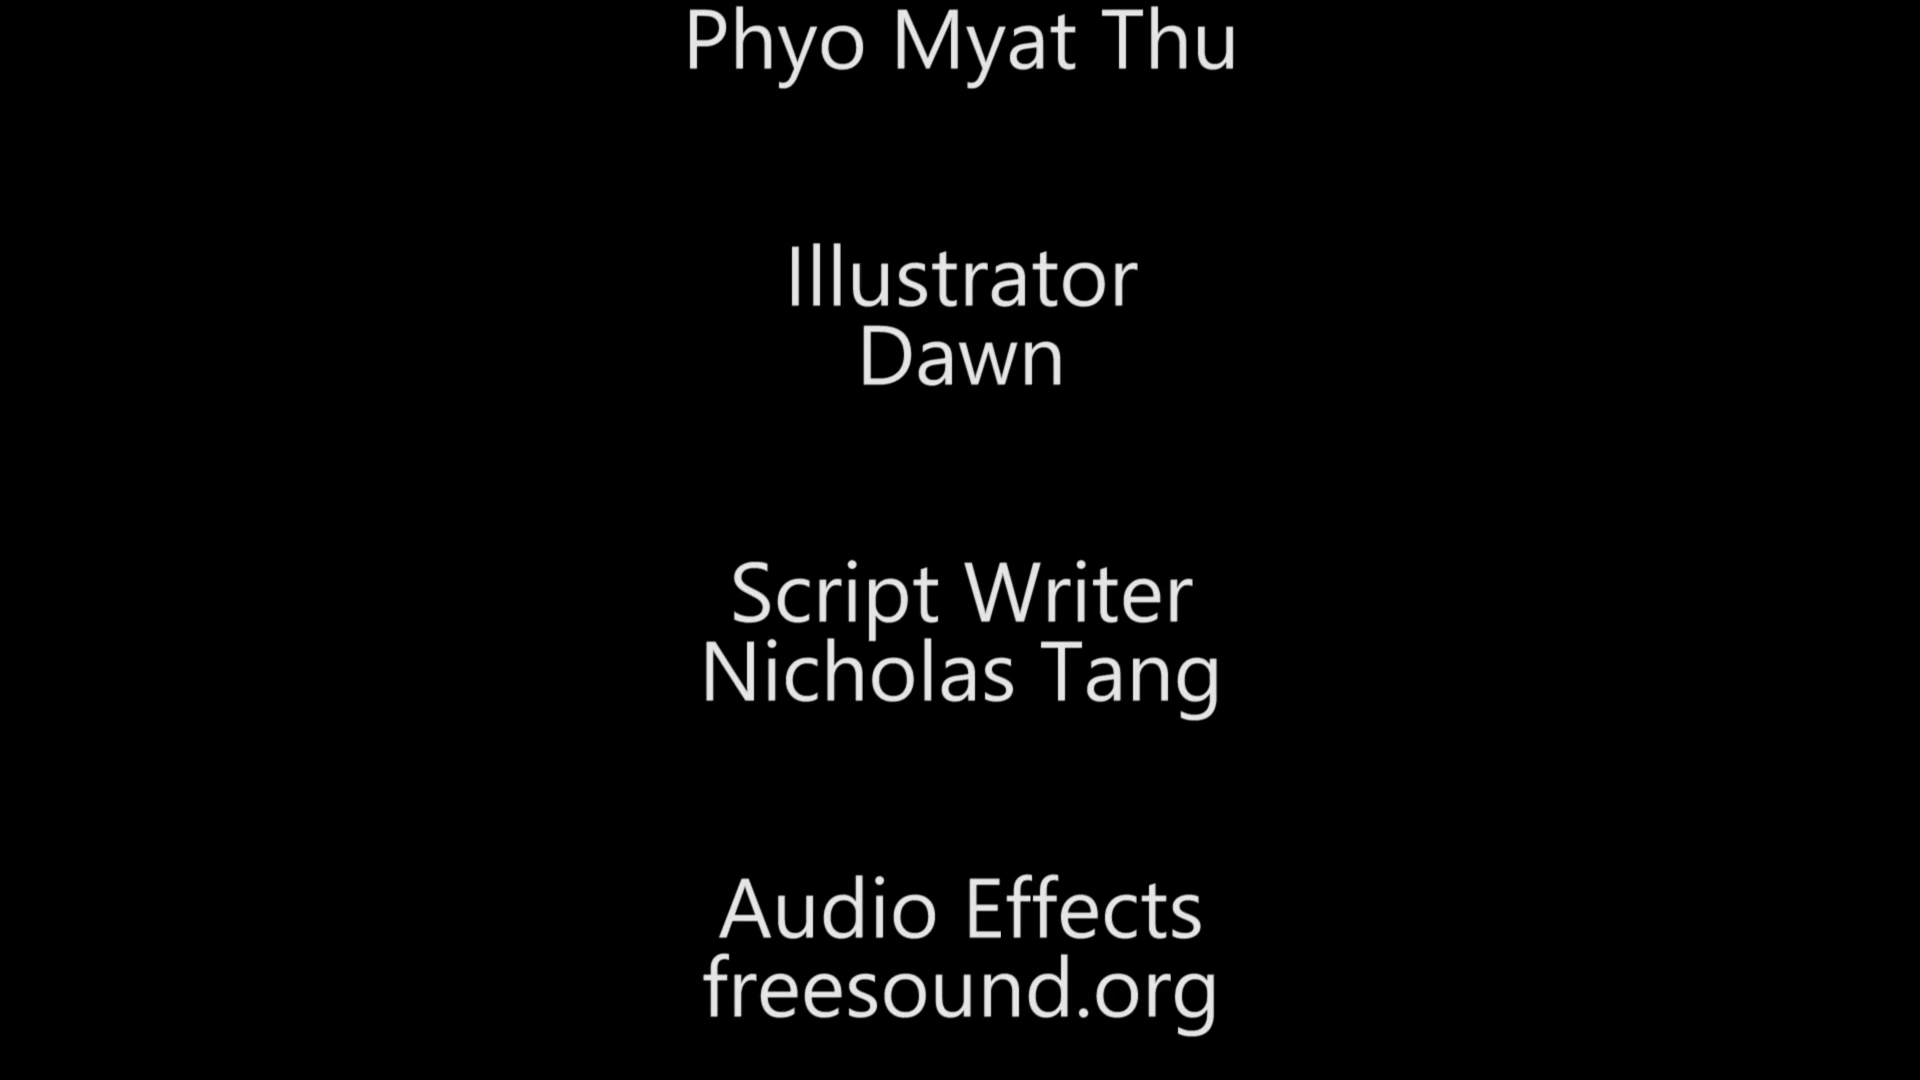 Phyo Myat Thu
Illustrator
Dawn
Script Writer
Nicholas Tang
Audio Effects
freesound.org